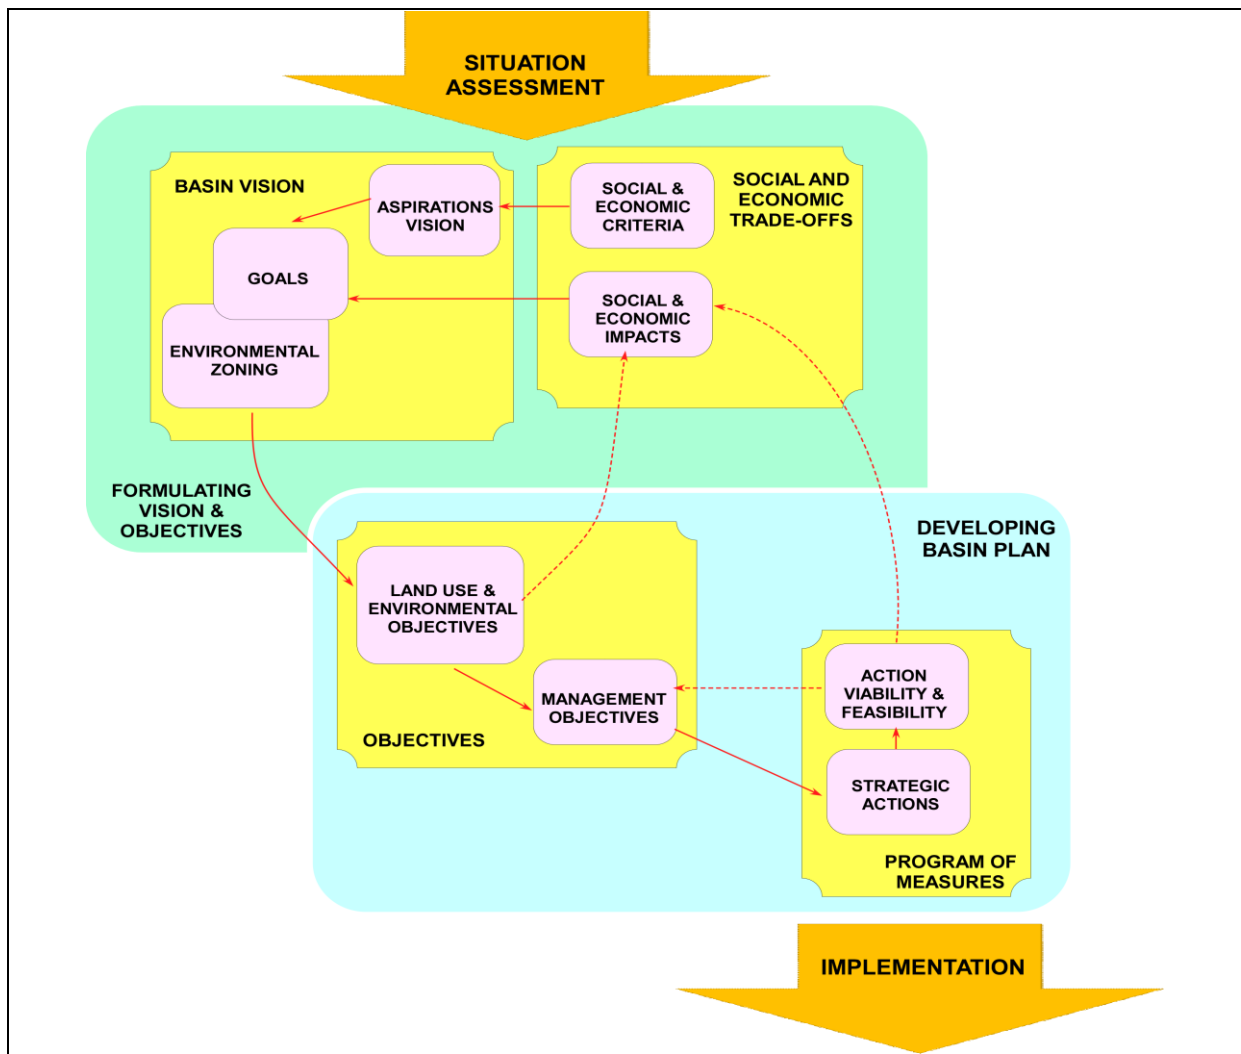 SITUATION
ASSESSMENT
BASIN VISION
ASPIRATIONS
VISION
GOALS
ENVIRONMENTAL
ZONING
SOCIAL &
ECONOMIC
CRITERIA
SOCIAL AND
ECONOMIC
TRADE-OFFS
SOCIAL &
ECONOMIC
IMPACTS
FORMULATING
VISION &
OBJECTIVES
DEVELOPING
BASIN PLAN
LAND USE &
ENVIRONMENTAL
OBJECTIVES
MANAGEMENT
OBJECTIVES
OBJECTIVES
ACTION
VIABILITY &
FEASIBILITY
STRATEGIC
ACTIONS
PROGRAM OF
MEASURES
IMPLEMENTATION